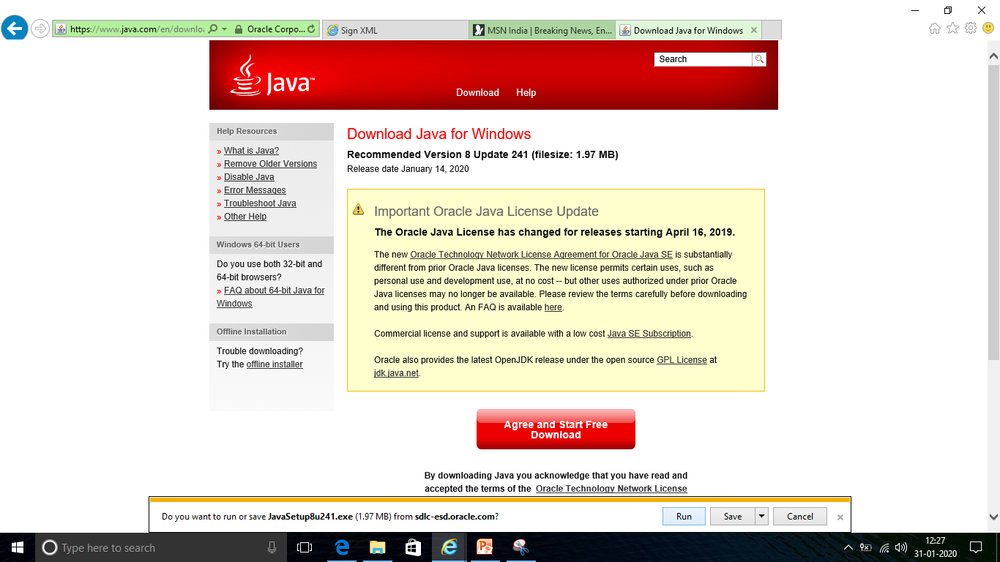 https://www.java.com/en/downloa
Oracle Corpo...
Sign XML
MSN India | Breaking News, En...
Download Java for Windows
Java™
Search
Download
Help
Help Resources
» What is Java?
» Remove Older Versions
» Disable Java
» Error Messages
» Troubleshoot Java
» Other Help
Windows 64-bit Users
Do you use both 32-bit and
64-bit browsers?
» FAQ about 64-bit Java for
Windows
Offline Installation
Trouble downloading?
Try the offline installer
Download Java for Windows
Recommended Version 8 Update 241 (filesize: 1.97 MB)
Release date January 14, 2020
Important Oracle Java License Update
The Oracle Java License has changed for releases starting April 16, 2019.
The new Oracle Technology Network License Agreement for Oracle Java SE is substantially
different from prior Oracle Java licenses. The new license permits certain uses, such as
personal use and development use, at no cost -- but other uses authorized under prior Oracle
Java licenses may no longer be available. Please review the terms carefully before downloading
and using this product. An FAQ is available here.
Commercial license and support is available with a low cost Java SE Subscription.
Oracle also provides the latest OpenJDK release under the open source GPL License at
jdk.java.net.
Agree and Start Free
Download
By downloading Java you acknowledge that you have read and
accepted the terms of the Oracle Technology Network License
Do you want to run or save JavaSetup8u241.exe (1.97 MB) from sdlc-esd.oracle.com?
Run
Save
Cancel
Type here to search
12:27
31-01-2020